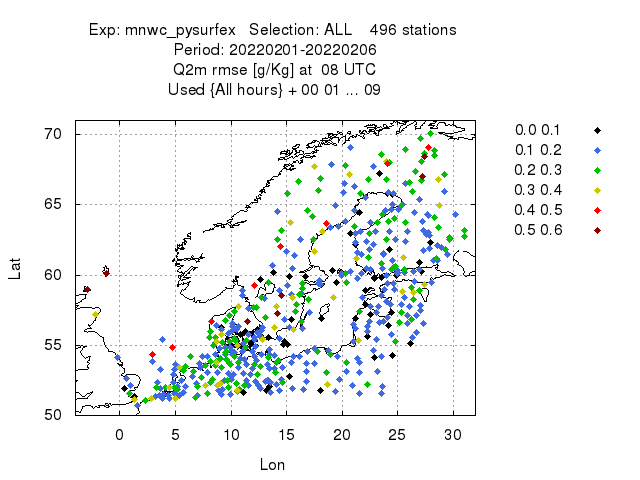 Exp: mnwc_pysurfex   Selection: ALL    496 stations
Period: 20220201-20220206
Q2m rmse [g/Kg] at  08 UTC
Used {All hours} + 00 01 ... 09
70
65
60
55
50
Lat
0 5 10 15 20 25 30
Lon
0.0 0.1
0.1 0.2
0.2 0.3
0.3 0.4
0.4 0.5
0.5 0.6